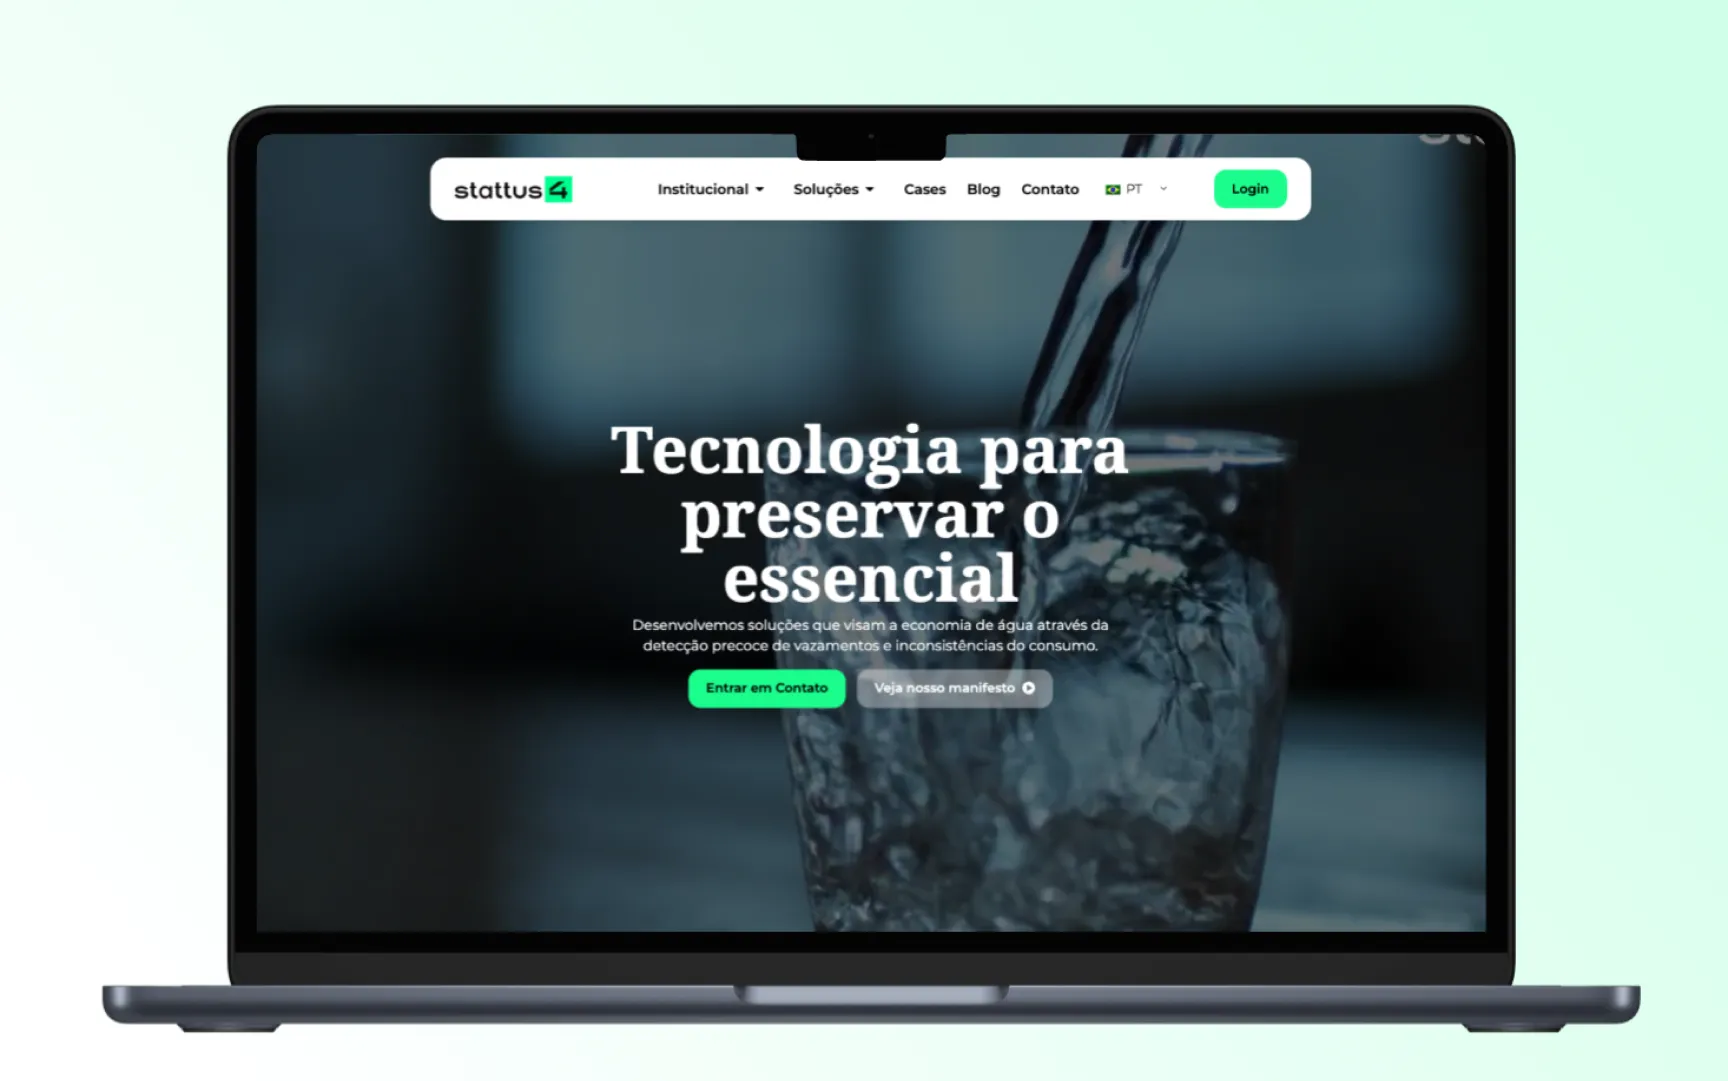 stattus4
Institucional
Soluções
Cases
Blog
Contato
PT
Login
Tecnologia para
preservar o
essencial
Desenvolvemos soluções que visam a economia de água através da
detecção precoce de vazamentos e inconsistências do consumo.
Entrar em Contato
Veja nosso manifesto